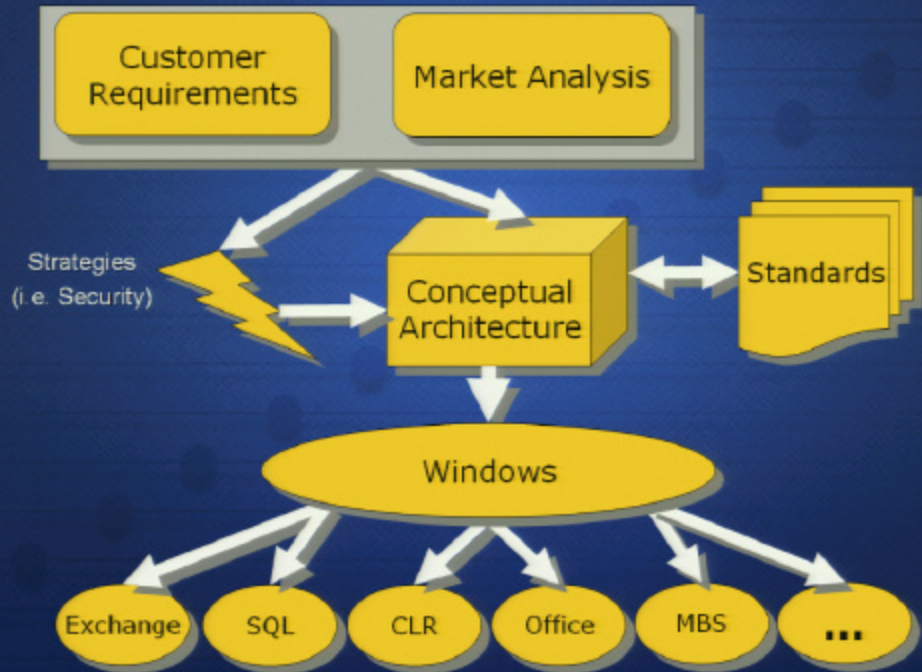 Customer
Requirements
Market Analysis
Strategies
(i.e. Security)
Conceptual
Architecture
Standards
Windows
Exchange
SQL
CLR
Office
MBS
...